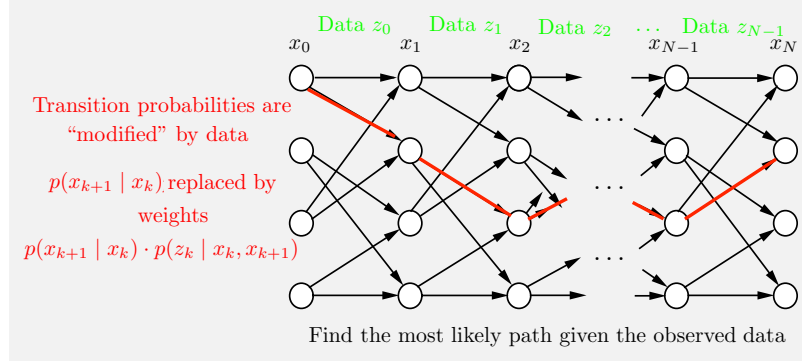 Data z_0 Data z_1 Data z_2 ... Data z_{N−1}
x_0 x_1 x_2 x_{N−1} x_N
Transition probabilities are
“modified” by data
p(x_{k+1} | x_k) replaced by
weights
p(x_{k+1} | x_k) · p(z_k | x_k, x_{k+1})
...
...
...
Find the most likely path given the observed data